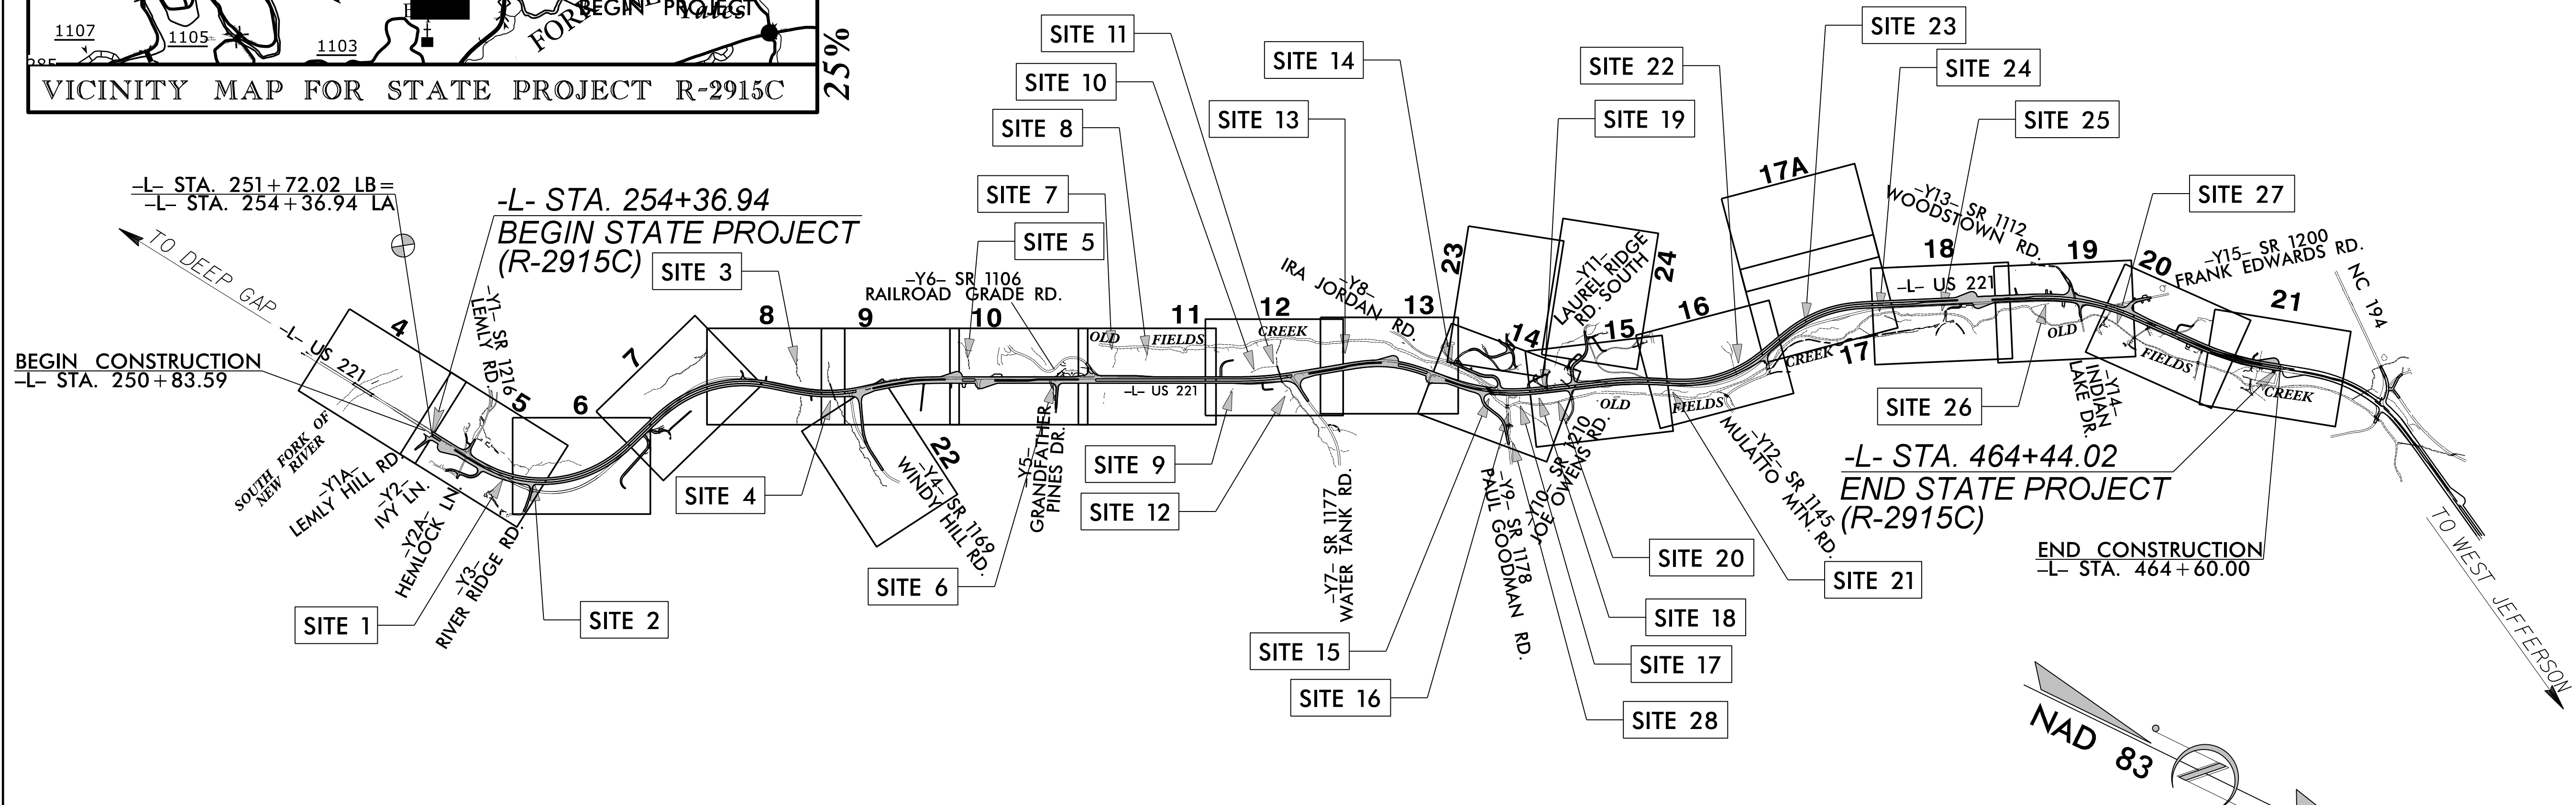 BEGIN PROJECT
Yates
1107
1105
1103
VICINITY MAP FOR STATE PROJECT R-2915C
25%
SITE 11
SITE 10
SITE 8
SITE 7
SITE 5
SITE 14
SITE 13
SITE 22
SITE 19
SITE 23
SITE 24
SITE 25
SITE 27
SITE 3
-L- STA. 251+72.02 LB=
-L- STA. 254+36.94 LA
-L- STA. 254+36.94
BEGIN STATE PROJECT
(R-2915C)
TO DEEP GAP
BEGIN CONSTRUCTION
-L- STA. 250+83.59
-L- US 221
SOUTH FORK OF
NEW RIVER
-Y1- SR 1216
LEMLY RD.
-Y1A-
LEMLY HILL RD.
-Y2-
IVY LN.
-Y2A-
HEMLOCK LN.
-Y3-
RIVER RIDGE RD.
4
5
6
7
8
9
10
11
12
13
14
15
16
17
17A
18
19
20
21
22
23
24
-Y6- SR 1106
RAILROAD GRADE RD.
-Y4- SR 1169
WINDY HILL RD.
-Y5-
GRANDFATHER
PINES DR.
OLD FIELDS CREEK
-L- US 221
-Y7- SR 1177
WATER TANK RD.
-Y8-
IRA JORDAN RD.
-Y11-
LAUREL RIDGE
RD. SOUTH
-Y9- SR 1178
PAUL GOODMAN RD.
-Y10- SR 1210
JOE OWENS RD.
OLD FIELDS CREEK
-Y12- SR 1145
MULATTO MTN. RD.
-L- US 221
-Y13- SR 1112
WOODSTOWN RD.
-Y14-
INDIAN
LAKE DR.
OLD FIELDS CREEK
-Y15- SR 1200
FRANK EDWARDS RD.
NC 194
SITE 1
SITE 2
SITE 4
SITE 6
SITE 9
SITE 12
SITE 15
SITE 16
SITE 20
SITE 18
SITE 17
SITE 28
SITE 21
SITE 26
-L- STA. 464+44.02
END STATE PROJECT
(R-2915C)
END CONSTRUCTION
-L- STA. 464+60.00
TO WEST JEFFERSON
NAD 83